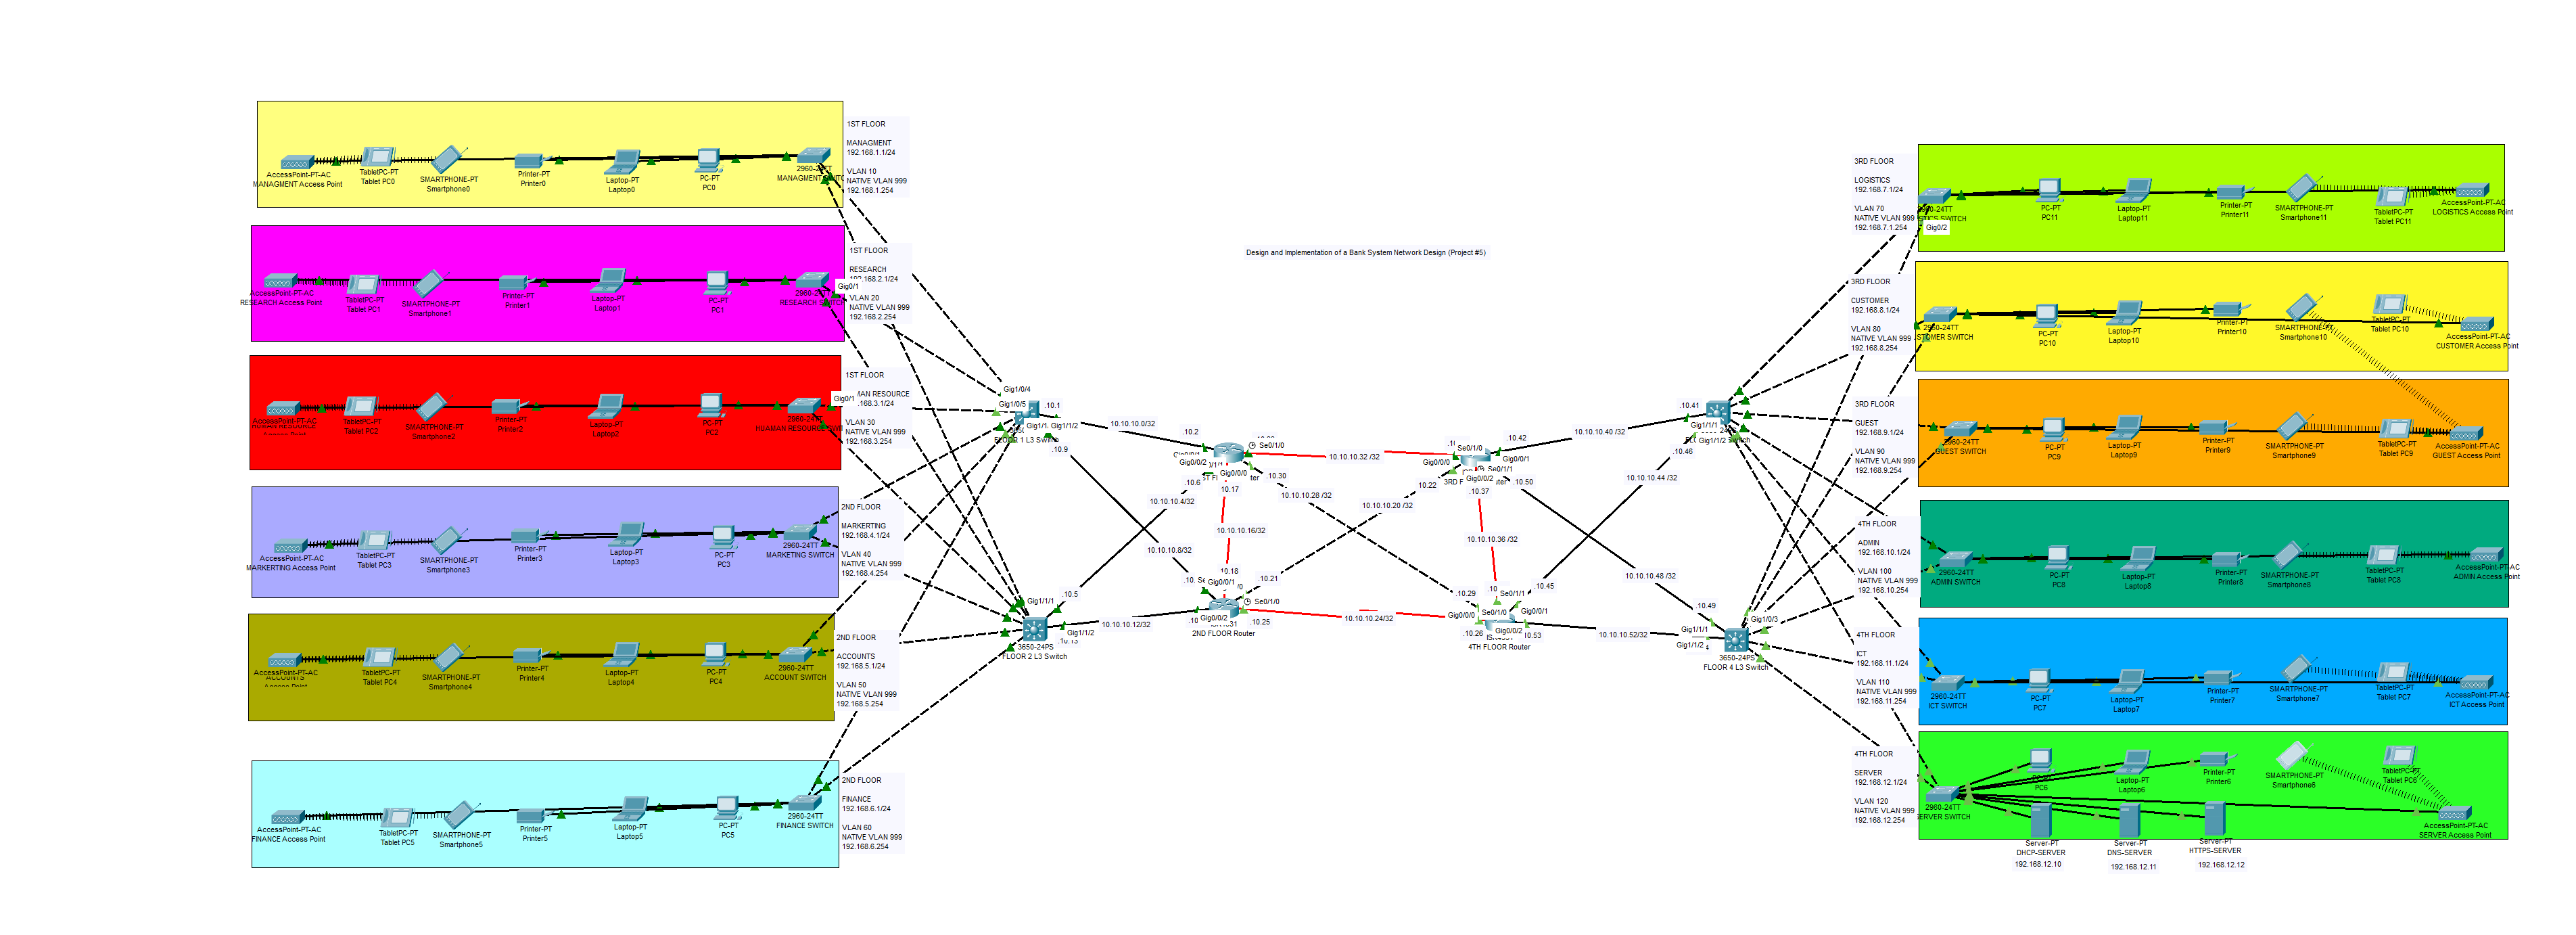 Design and Implementation of a Bank System Network Design (Project #5)
1ST FLOOR
MANAGMENT
192.168.1.1/24
VLAN 10
NATIVE VLAN 999
192.168.1.254
AccessPoint-PT-AC
MANAGMENT Access Point
TabletPC-PT
Tablet PC0
SMARTPHONE-PT
Smartphone0
Printer-PT
Printer0
Laptop-PT
Laptop0
PC-PT
PC0
2960-24TT
MANAGMENT
1ST FLOOR
RESEARCH
192.168.2.1/24
VLAN 20
NATIVE VLAN 999
192.168.2.254
AccessPoint-PT-AC
RESEARCH Access Point
TabletPC-PT
Tablet PC1
SMARTPHONE-PT
Smartphone1
Printer-PT
Printer1
Laptop-PT
Laptop1
PC-PT
PC1
2960-24TT
RESEARCH SWITCH
Gig0/1
1ST FLOOR
HUAMAN RESOURCE
.168.3.1/24
VLAN 30
NATIVE VLAN 999
192.168.3.254
AccessPoint-PT-AC
TabletPC-PT
Tablet PC2
SMARTPHONE-PT
Smartphone2
Printer-PT
Printer2
Laptop-PT
Laptop2
PC-PT
PC2
2960-24TT
HUAMAN RESOURCE
Gig0/1
2ND FLOOR
MARKERTING
192.168.4.1/24
VLAN 40
NATIVE VLAN 999
192.168.4.254
AccessPoint-PT-AC
MARKERTING Access Point
TabletPC-PT
Tablet PC3
SMARTPHONE-PT
Smartphone3
Printer-PT
Printer3
Laptop-PT
Laptop3
PC-PT
PC3
2960-24TT
MARKETING SWITCH
2ND FLOOR
ACCOUNTS
192.168.5.1/24
VLAN 50
NATIVE VLAN 999
192.168.5.254
AccessPoint-PT-AC
ACCOUNTS
TabletPC-PT
Tablet PC4
SMARTPHONE-PT
Smartphone4
Printer-PT
Printer4
Laptop-PT
Laptop4
PC-PT
PC4
2960-24TT
ACCOUNT SWITCH
2ND FLOOR
FINANCE
192.168.6.1/24
VLAN 60
NATIVE VLAN 999
192.168.6.254
AccessPoint-PT-AC
FINANCE Access Point
TabletPC-PT
Tablet PC5
SMARTPHONE-PT
Smartphone5
Printer-PT
Printer5
Laptop-PT
Laptop5
PC-PT
PC5
2960-24TT
FINANCE SWITCH
Gig1/0/4
Gig1/0/5
.10.1
Gig1/1/2
FLOOR 1 L3 Switch
.10.9
10.10.10.0/32
.10.2
Se0/1/0
Gig0/0/2
Gig0/0/0
.10.6
.10.17
.10.30
10.10.10.4/32
10.10.10.8/32
10.10.10.16/32
10.10.10.32 /32
10.10.10.28 /32
10.10.10.20 /32
.10.22
Gig1/1/1
.10.5
Gig1/1/2
3650-24PS
FLOOR 2 L3 Switch
10.10.10.12/32
.10.18
Gig0/0/1
.10.21
Se0/1/0
Gig0/0/2
.10.25
2ND FLOOR Router
10.10.10.24/32
Se0/1/0
.10.42
Gig0/0/0
Gig0/0/1
Se0/1/1
Gig0/0/2
.10.37
.10.50
10.10.10.40 /32
10.10.10.36 /32
10.10.10.44 /32
10.10.10.48 /32
.10.29
Se0/1/1
.10.45
Gig0/0/0
Se0/1/0
Gig0/0/1
Gig0/0/2
.10.26
.10.53
4TH FLOOR Router
10.10.10.52/32
.10.41
Gig1/1/1
Gig1/1/2
.10.46
.10.49
Gig1/0/3
Gig1/1/1
Gig1/1/2
3650-24PS
FLOOR 4 L3 Switch
3RD FLOOR
LOGISTICS
192.168.7.1/24
VLAN 70
NATIVE VLAN 999
192.168.7.1.254
Gig0/2
2960-24TT
PC-PT
PC11
Laptop-PT
Laptop11
Printer-PT
Printer11
SMARTPHONE-PT
Smartphone11
TabletPC-PT
Tablet PC11
AccessPoint-PT-AC
LOGISTICS Access Point
3RD FLOOR
CUSTOMER
192.168.8.1/24
VLAN 80
NATIVE VLAN 999
192.168.8.254
2960-24TT
PC-PT
PC10
Laptop-PT
Laptop10
Printer-PT
Printer10
SMARTPHONE-PT
Smartphone10
TabletPC-PT
Tablet PC10
AccessPoint-PT-AC
CUSTOMER Access Point
3RD FLOOR
GUEST
192.168.9.1/24
VLAN 90
NATIVE VLAN 999
192.168.9.254
2960-24TT
GUEST SWITCH
PC-PT
PC9
Laptop-PT
Laptop9
Printer-PT
Printer9
SMARTPHONE-PT
Smartphone9
TabletPC-PT
Tablet PC9
AccessPoint-PT-AC
GUEST Access Point
4TH FLOOR
ADMIN
192.168.10.1/24
VLAN 100
NATIVE VLAN 999
192.168.10.254
2960-24TT
ADMIN SWITCH
PC-PT
PC8
Laptop-PT
Laptop8
Printer-PT
Printer8
SMARTPHONE-PT
Smartphone8
TabletPC-PT
Tablet PC8
AccessPoint-PT-AC
ADMIN Access Point
4TH FLOOR
ICT
192.168.11.1/24
VLAN 110
NATIVE VLAN 999
192.168.11.254
2960-24TT
ICT SWITCH
PC-PT
PC7
Laptop-PT
Laptop7
Printer-PT
Printer7
SMARTPHONE-PT
Smartphone7
TabletPC-PT
Tablet PC7
AccessPoint-PT-AC
ICT Access Point
4TH FLOOR
SERVER
192.168.12.1/24
VLAN 120
NATIVE VLAN 999
192.168.12.254
2960-24TT
SERVER SWITCH
PC-PT
PC6
Laptop-PT
Laptop6
Printer-PT
Printer6
SMARTPHONE-PT
Smartphone6
TabletPC-PT
Tablet PC6
AccessPoint-PT-AC
SERVER Access Point
Server-PT
DHCP-SERVER
192.168.12.10
Server-PT
DNS-SERVER
192.168.12.11
Server-PT
HTTPS-SERVER
192.168.12.12